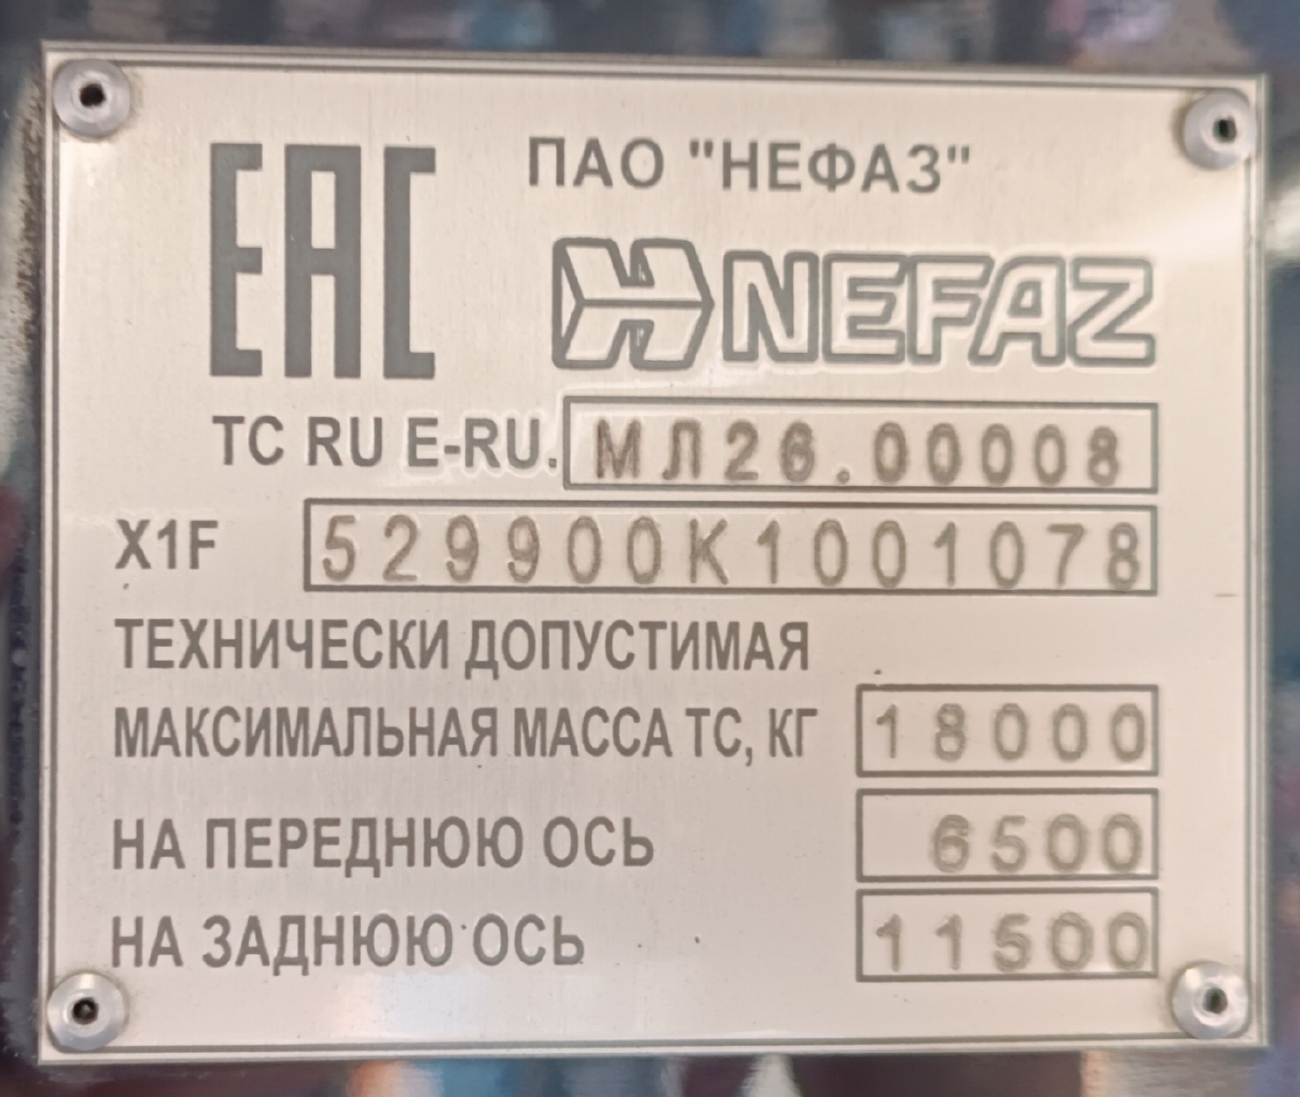 ЕАС
ПАО "НЕФАЗ"
NEFAZ
ТС RU E-RU. МЛ26.00008
X1F 529900K1001078
ТЕХНИЧЕСКИ ДОПУСТИМАЯ
МАКСИМАЛЬНАЯ МАССА ТС, КГ 18000
НА ПЕРЕДНЮЮ ОСЬ 6500
НА ЗАДНЮЮ ОСЬ 11500